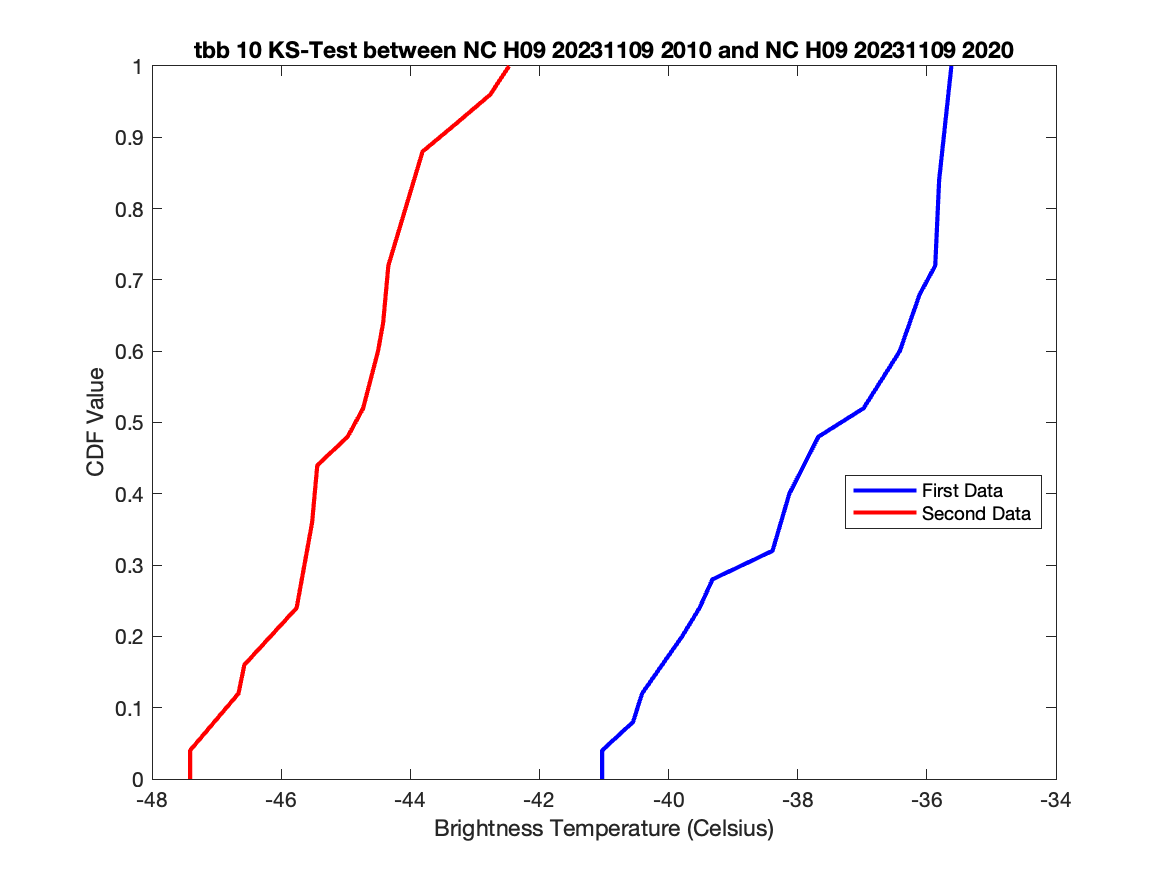 tbb 10 KS-Test between NC H09 20231109 2010 and NC H09 20231109 2020
1
0.9
0.8
0.7
0.6
0.5
0.4
0.3
0.2
0.1
0
CDF Value
First Data
Second Data
-48 -46 -44 -42 -40 -38 -36 -34
Brightness Temperature (Celsius)